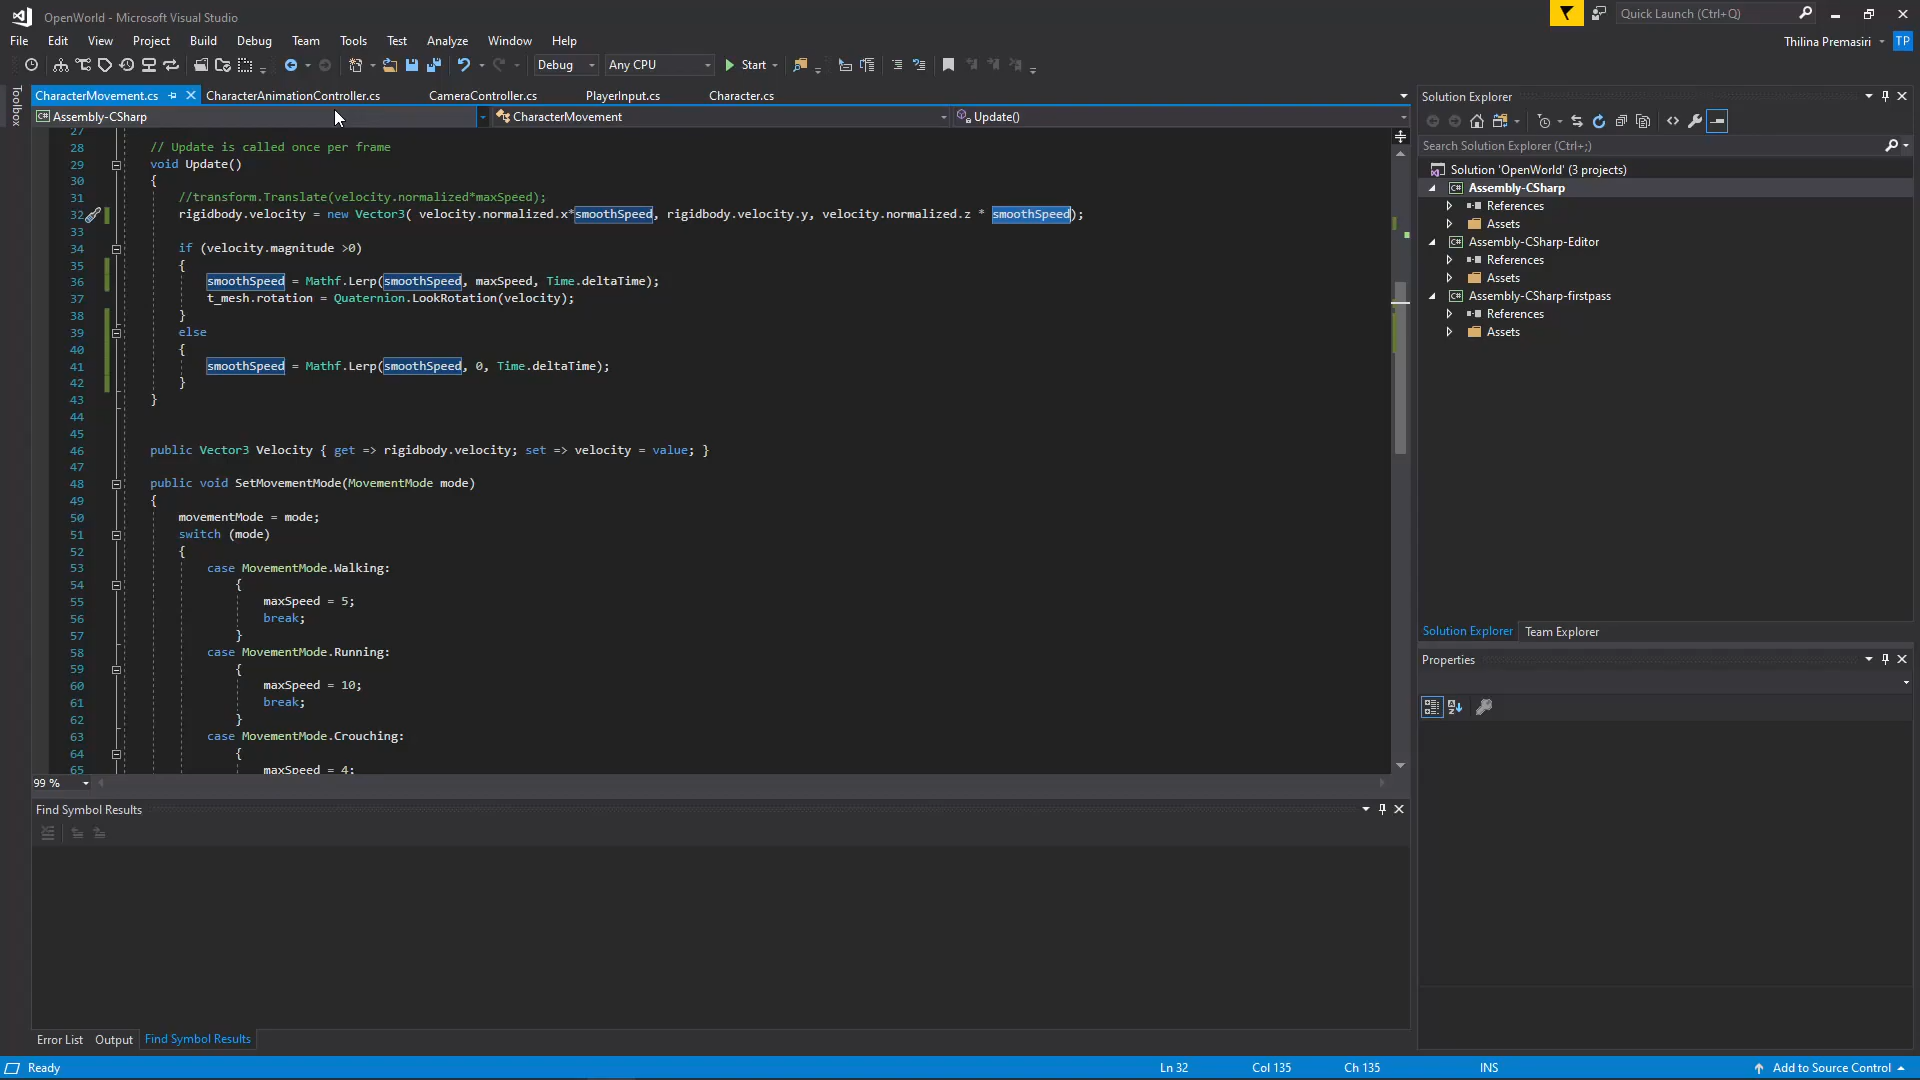 OpenWorld - Microsoft Visual Studio
Quick Launch (Ctrl+Q)
File Edit View Project Build Debug Team Tools Test Analyze Window Help
Thilina Premasiri TP
Debug Any CPU Start
Toolbox
CharacterMovement.cs CharacterAnimationController.cs CameraController.cs PlayerInput.cs Character.cs
Assembly-CSharp CharacterMovement Update()
27
28 // Update is called once per frame
29 void Update()
30 {
31 //transform.Translate(velocity.normalized*maxSpeed);
32 rigidbody.velocity = new Vector3( velocity.normalized.x*smoothSpeed, rigidbody.velocity.y, velocity.normalized.z * smoothSpeed);
33
34 if (velocity.magnitude >0)
35 {
36 smoothSpeed = Mathf.Lerp(smoothSpeed, maxSpeed, Time.deltaTime);
37 t_mesh.rotation = Quaternion.LookRotation(velocity);
38 }
39 else
40 {
41 smoothSpeed = Mathf.Lerp(smoothSpeed, 0, Time.deltaTime);
42 }
43 }
44
45
46 public Vector3 Velocity { get => rigidbody.velocity; set => velocity = value; }
47
48 public void SetMovementMode(MovementMode mode)
49 {
50 movementMode = mode;
51 switch (mode)
52 {
53 case MovementMode.Walking:
54 {
55 maxSpeed = 5;
56 break;
57 }
58 case MovementMode.Running:
59 {
60 maxSpeed = 10;
61 break;
62 }
63 case MovementMode.Crouching:
64 {
65 maxSpeed = 4;
99 %
Find Symbol Results
Error List Output Find Symbol Results
Solution Explorer
Search Solution Explorer (Ctrl+;)
Solution 'OpenWorld' (3 projects)
C# Assembly-CSharp
References
Assets
C# Assembly-CSharp-Editor
References
Assets
C# Assembly-CSharp-firstpass
References
Assets
Solution Explorer Team Explorer
Properties
Ready Ln 32 Col 135 Ch 135 INS Add to Source Control